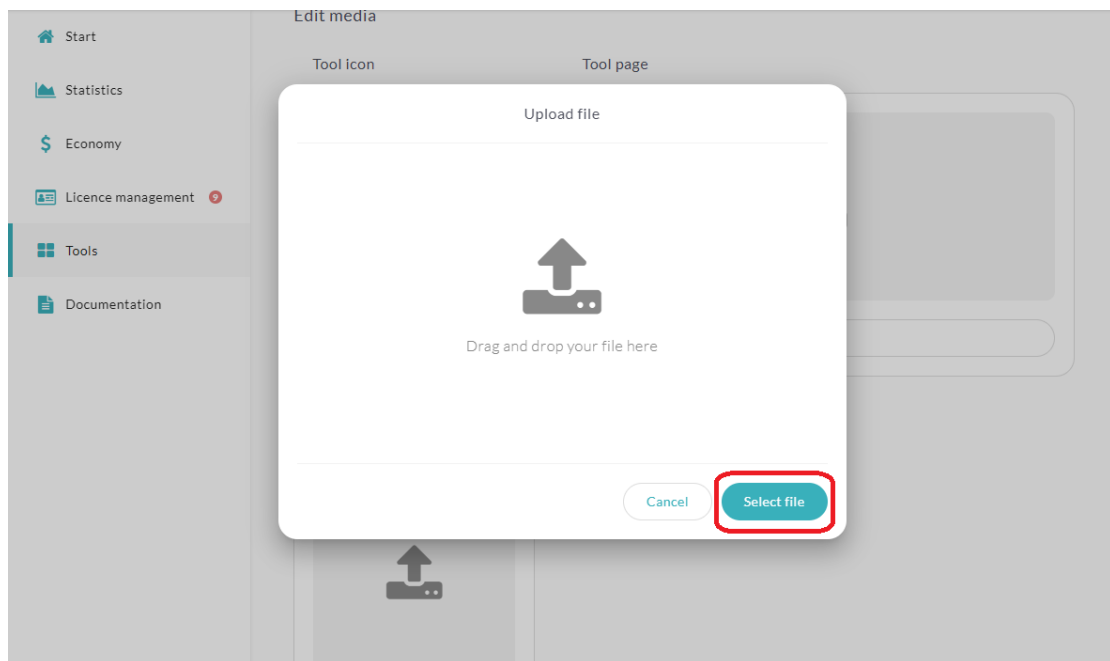 Start
Statistics
Economy
Licence management 9
Tools
Documentation
Edit media
Tool icon
Tool page
Upload file
Drag and drop your file here
Cancel
Select file